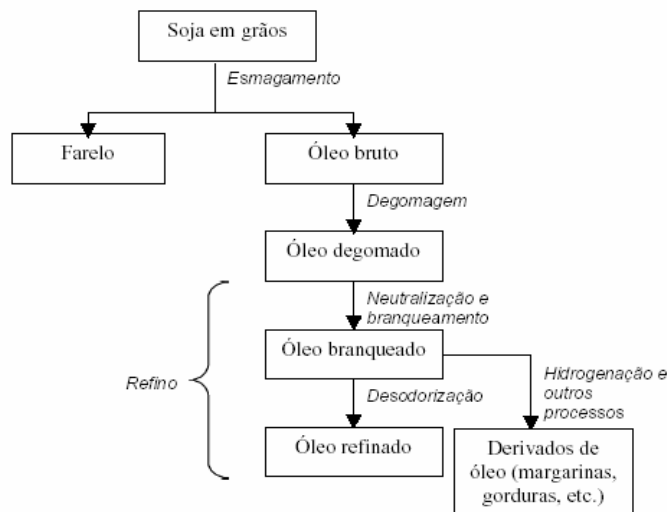 Soja em grãos
Esmagamento
Farelo
Óleo bruto
Degomagem
Óleo degomado
Neutralização e
branqueamento
Óleo branqueado
Refino
Desodorização
Hidrogenação e
outros
processos
Óleo refinado
Derivados de
óleo (margarinas,
gorduras, etc.)